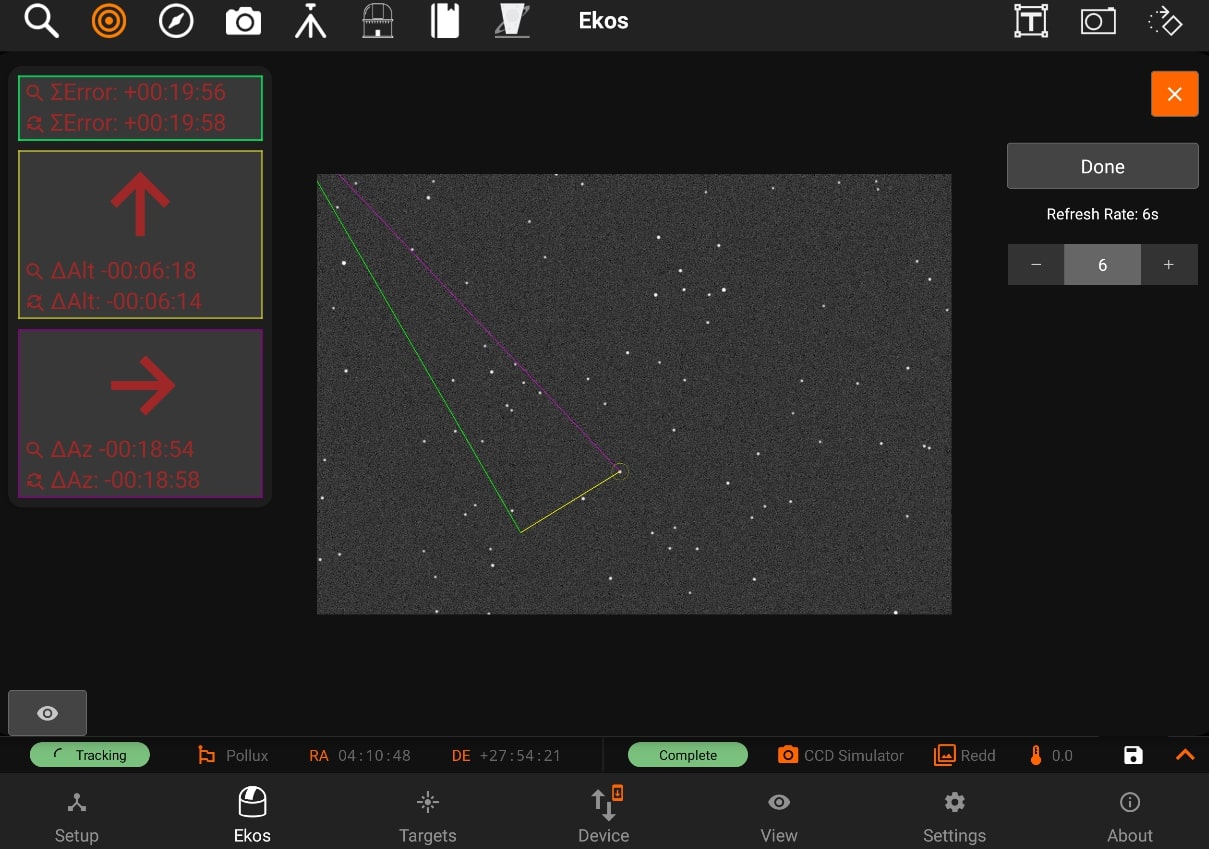 Ekos
ΣError: +00:19:56
ΣError: +00:19:58
ΔAlt -00:06:18
ΔAlt: -00:06:14
ΔAz -00:18:54
ΔAz: -00:18:58
Done
Refresh Rate: 6s
− 6 +
Tracking Pollux RA 04:10:48 DE +27:54:21 Complete CCD Simulator Redd 0.0
Setup Ekos Targets Device View Settings About